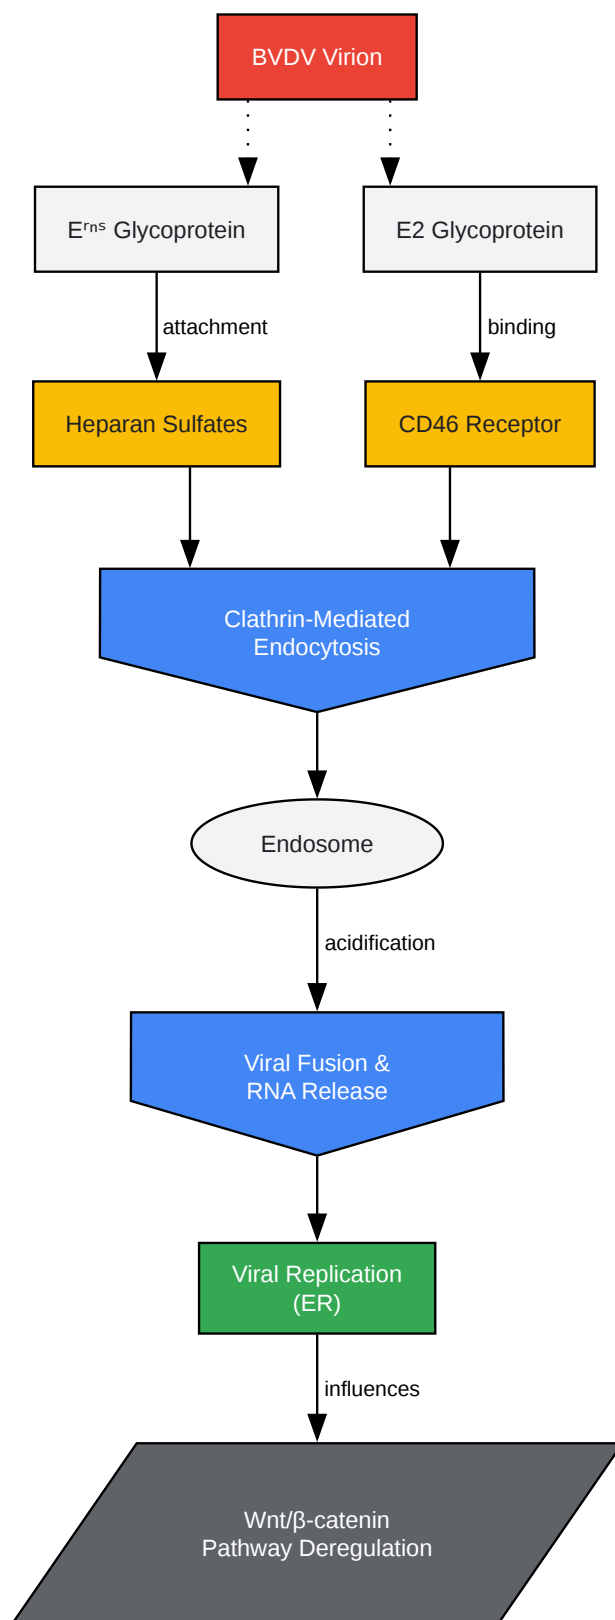 BVDV Virion
Eʳⁿˢ Glycoprotein
E2 Glycoprotein
attachment
binding
Heparan Sulfates
CD46 Receptor
Clathrin-Mediated
Endocytosis
Endosome
acidification
Viral Fusion &
RNA Release
Viral Replication
(ER)
influences
Wnt/β-catenin
Pathway Deregulation